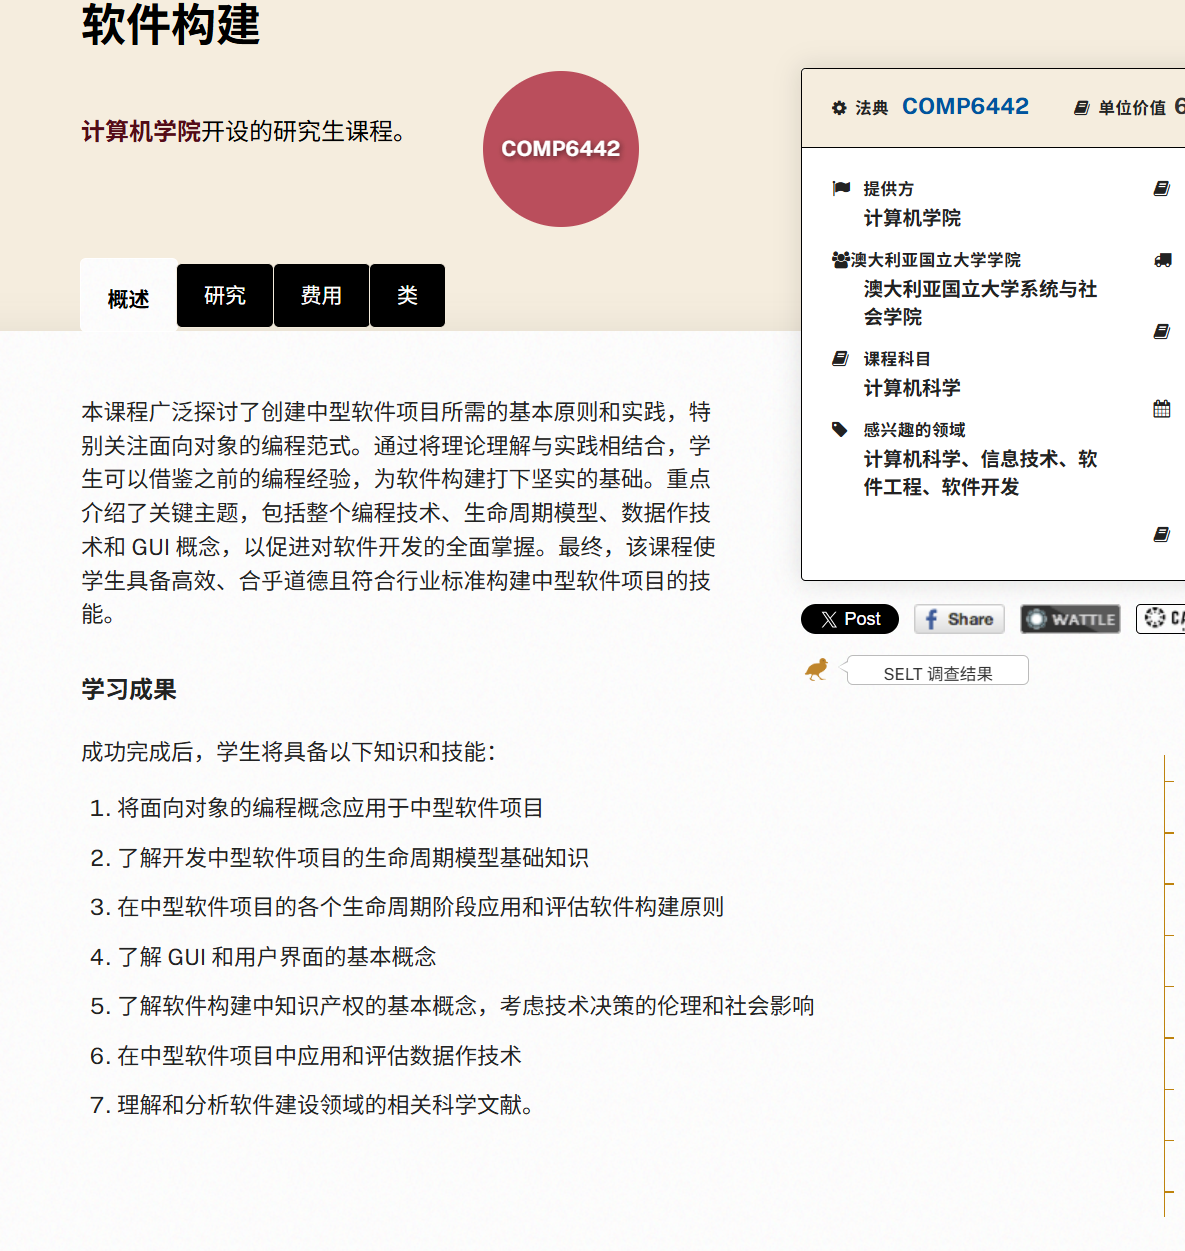 软件构建
计算机学院开设的研究生课程。
COMP6442
概述
研究
费用
类
法典 COMP6442
单位价值 6
提供方
计算机学院
澳大利亚国立大学学院
澳大利亚国立大学系统与社
会学院
课程科目
计算机科学
感兴趣的领域
计算机科学、信息技术、软
件工程、软件开发
本课程广泛探讨了创建中型软件项目所需的基本原则和实践，特
别关注面向对象的编程范式。通过将理论理解与实践相结合，学
生可以借鉴之前的编程经验，为软件构建打下坚实的基础。重点
介绍了关键主题，包括整个编程技术、生命周期模型、数据作技
术和 GUI 概念，以促进对软件开发的全面掌握。最终，该课程使
学生具备高效、合乎道德且符合行业标准构建中型软件项目的技
能。
Post
Share
WATTLE
CA
SELT 调查结果
学习成果
成功完成后，学生将具备以下知识和技能：
1. 将面向对象的编程概念应用于中型软件项目
2. 了解开发中型软件项目的生命周期模型基础知识
3. 在中型软件项目的各个生命周期阶段应用和评估软件构建原则
4. 了解 GUI 和用户界面的基本概念
5. 了解软件构建中知识产权的基本概念，考虑技术决策的伦理和社会影响
6. 在中型软件项目中应用和评估数据作技术
7. 理解和分析软件建设领域的相关科学文献。